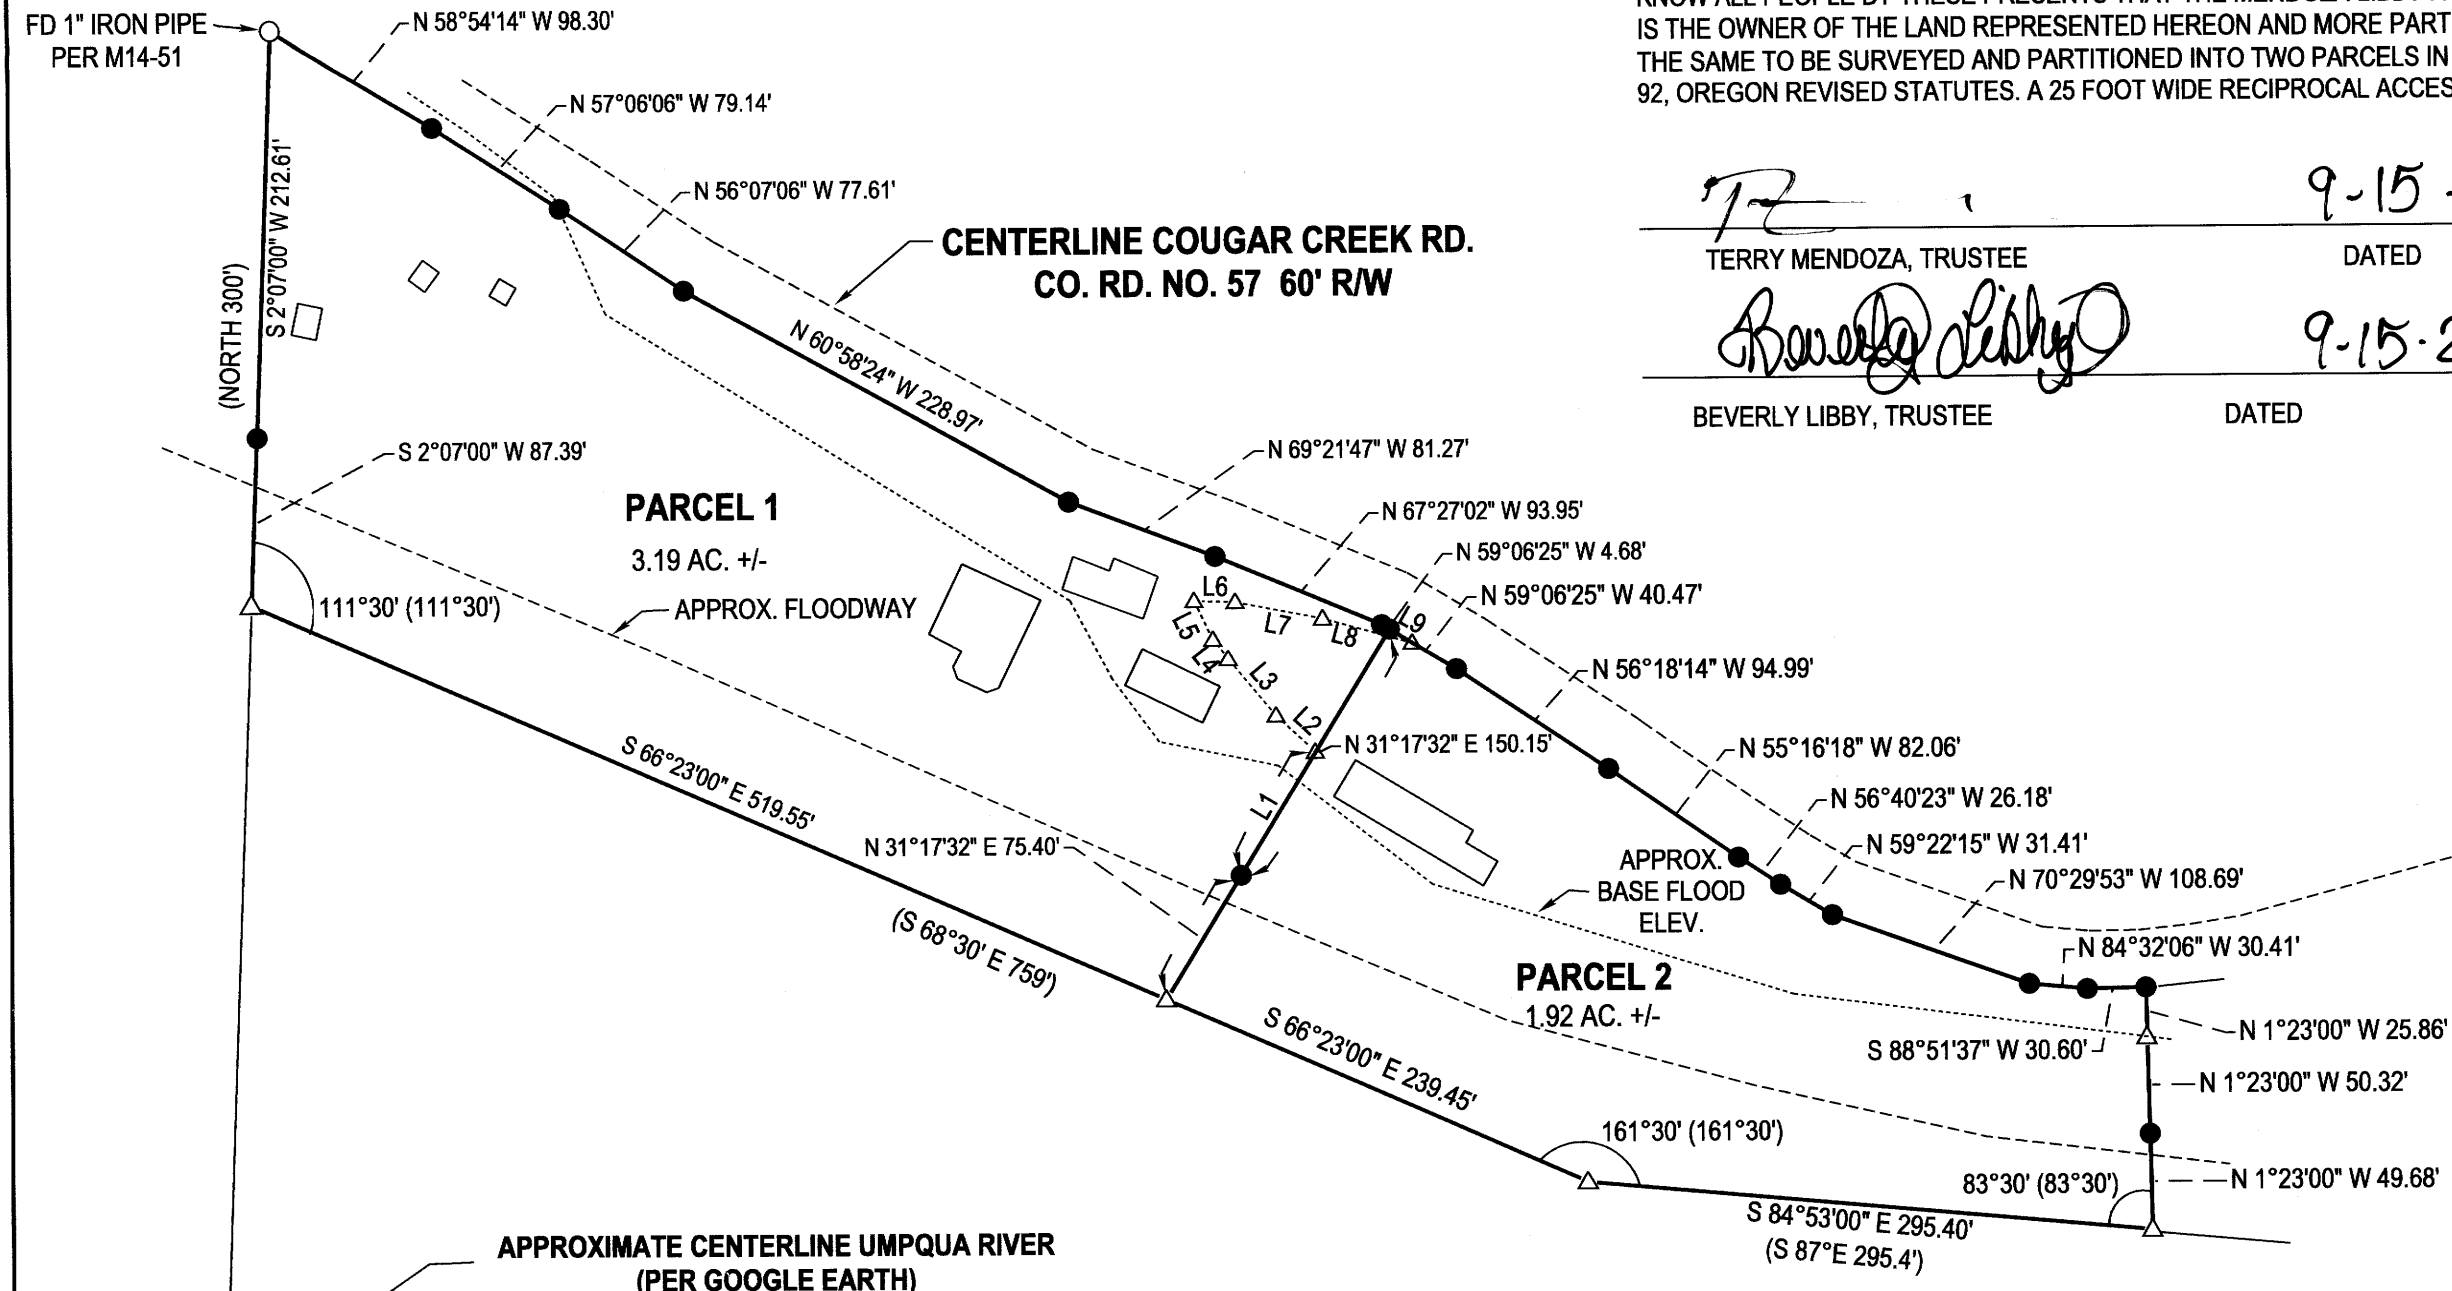 FD 1" IRON PIPE
PER M14-51
N 58°54'14" W 98.30'
N 57°06'06" W 79.14'
N 56°07'06" W 77.61'
IS THE OWNER OF THE LAND REPRESENTED HEREON AND MORE PART
THE SAME TO BE SURVEYED AND PARTITIONED INTO TWO PARCELS IN
92, OREGON REVISED STATUTES. A 25 FOOT WIDE RECIPROCAL ACCES
9-15-
TERRY MENDOZA, TRUSTEE DATED
Beverly Libby 9-15-2
BEVERLY LIBBY, TRUSTEE DATED
CENTERLINE COUGAR CREEK RD.
CO. RD. NO. 57 60' R/W
S 2°07'00" W 212.61'
(NORTH 300')
N 60°58'24" W 228.97'
S 2°07'00" W 87.39'
N 69°21'47" W 81.27'
N 67°27'02" W 93.95'
N 59°06'25" W 4.68'
N 59°06'25" W 40.47'
PARCEL 1
3.19 AC. +/-
APPROX. FLOODWAY
111°30' (111°30')
L6
L7
L8
L9
L5
L4
L3
L2
L1
N 56°18'14" W 94.99'
N 31°17'32" E 150.15'
N 55°16'18" W 82.06'
N 56°40'23" W 26.18'
N 59°22'15" W 31.41'
N 70°29'53" W 108.69'
S 66°23'00" E 519.55'
N 31°17'32" E 75.40'
(S 68°30' E 759')
APPROX.
BASE FLOOD
ELEV.
N 84°32'06" W 30.41'
PARCEL 2
1.92 AC. +/-
S 88°51'37" W 30.60'
N 1°23'00" W 25.86'
N 1°23'00" W 50.32'
S 66°23'00" E 239.45'
161°30' (161°30')
83°30' (83°30')
N 1°23'00" W 49.68'
S 84°53'00" E 295.40'
(S 87°E 295.4')
APPROXIMATE CENTERLINE UMPQUA RIVER
(PER GOOGLE EARTH)